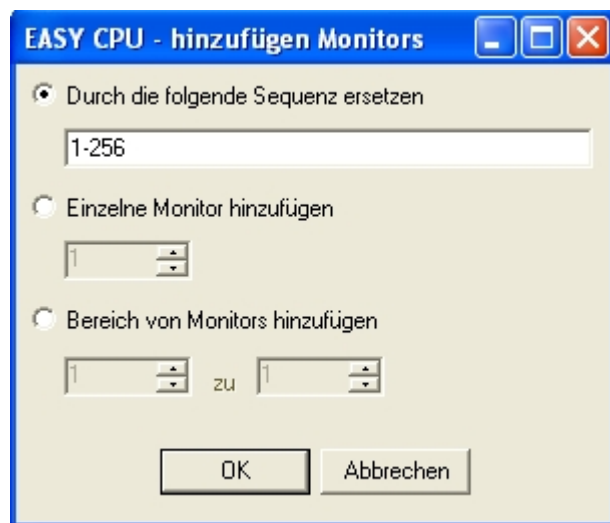 EASY CPU - hinzufügen Monitors
Durch die folgende Sequenz ersetzen
1-256
Einzelne Monitor hinzufügen
1
Bereich von Monitors hinzufügen
1 zu 1
OK Abbrechen